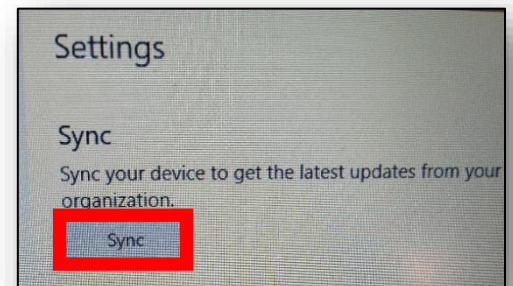 Settings
Sync
Sync your device to get the latest updates from your
organization.
Sync